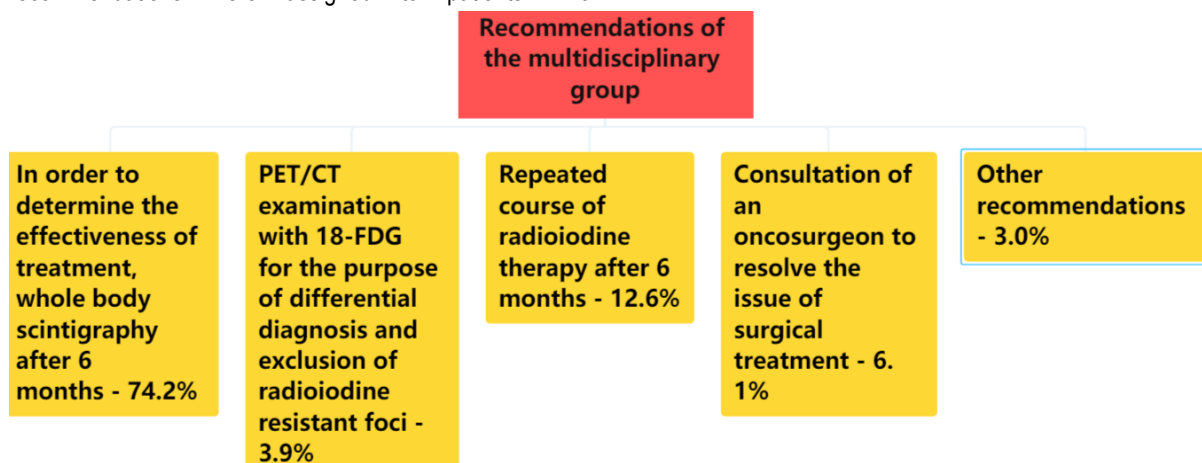 Recommendations of
the multidisciplinary
group
In order to
determine the
effectiveness of
treatment,
whole body
scintigraphy
after 6
months - 74.2%
PET/CT
examination
with 18-FDG
for the purpose
of differential
diagnosis and
exclusion of
radioiodine
resistant foci -
3.9%
Repeated
course of
radioiodine
therapy after 6
months - 12.6%
Consultation of
an
oncosurgeon to
resolve the
issue of
surgical
treatment - 6.
1%
Other
recommendations
- 3.0%